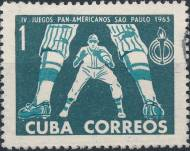 IV JUEGOS PAN-AMERICANOS SAO PAULO 1963
1
CUBA CORREOS